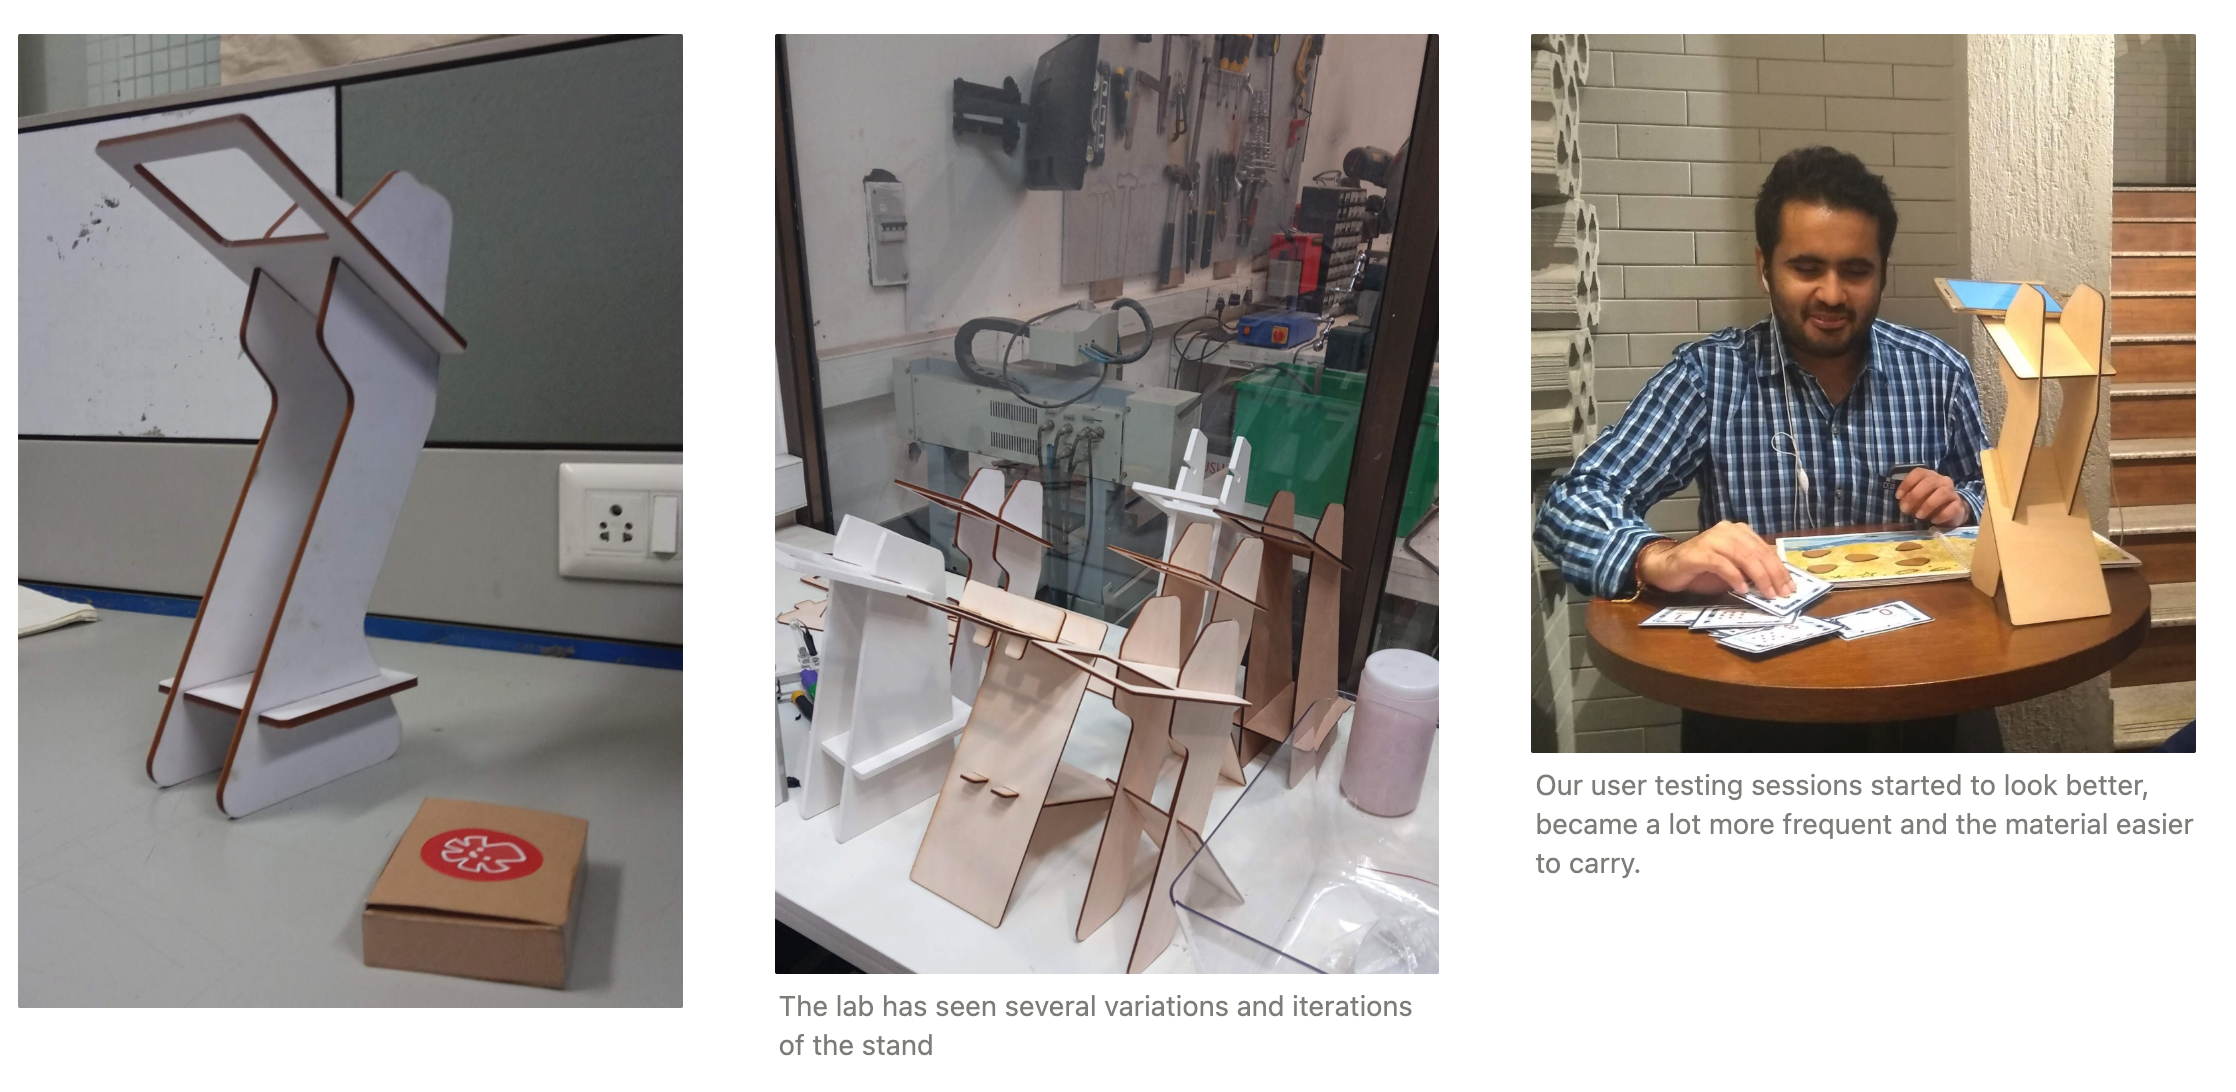 The lab has seen several variations and iterations
of the stand
Our user testing sessions started to look better,
became a lot more frequent and the material easier
to carry.